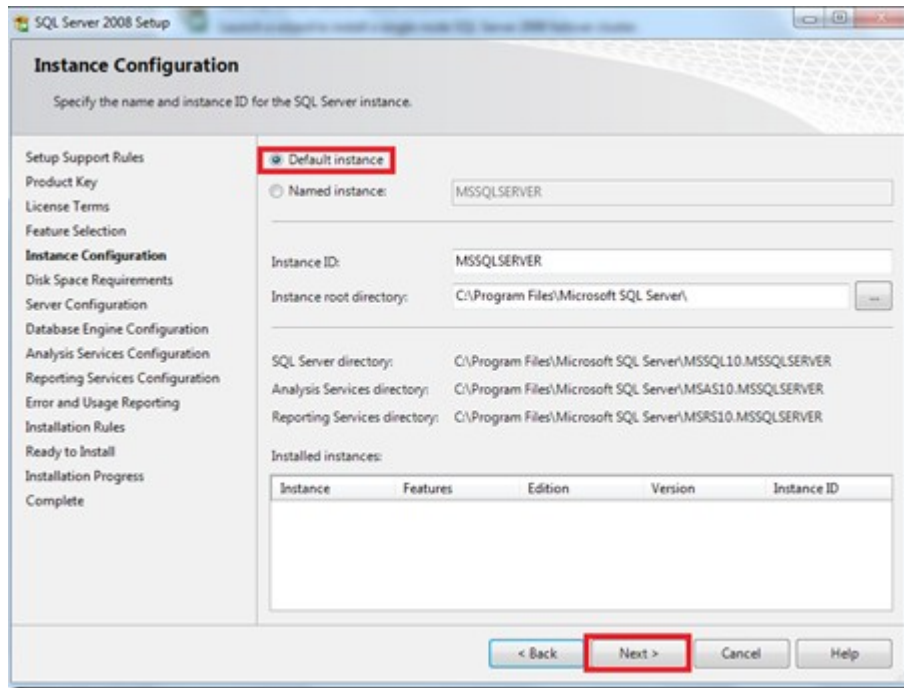 SQL Server 2008 Setup
Instance Configuration
Specify the name and instance ID for the SQL Server instance.
Setup Support Rules
Product Key
License Terms
Feature Selection
Instance Configuration
Disk Space Requirements
Server Configuration
Database Engine Configuration
Analysis Services Configuration
Reporting Services Configuration
Error and Usage Reporting
Installation Rules
Ready to Install
Installation Progress
Complete
Default instance
Named instance: MSSQLSERVER
Instance ID: MSSQLSERVER
Instance root directory: C:\Program Files\Microsoft SQL Server\ ...
SQL Server directory: C:\Program Files\Microsoft SQL Server\MSSQL10.MSSQLSERVER
Analysis Services directory: C:\Program Files\Microsoft SQL Server\MSAS10.MSSQLSERVER
Reporting Services directory: C:\Program Files\Microsoft SQL Server\MSRS10.MSSQLSERVER
Installed instances:
Instance Features Edition Version Instance ID
< Back Next > Cancel Help